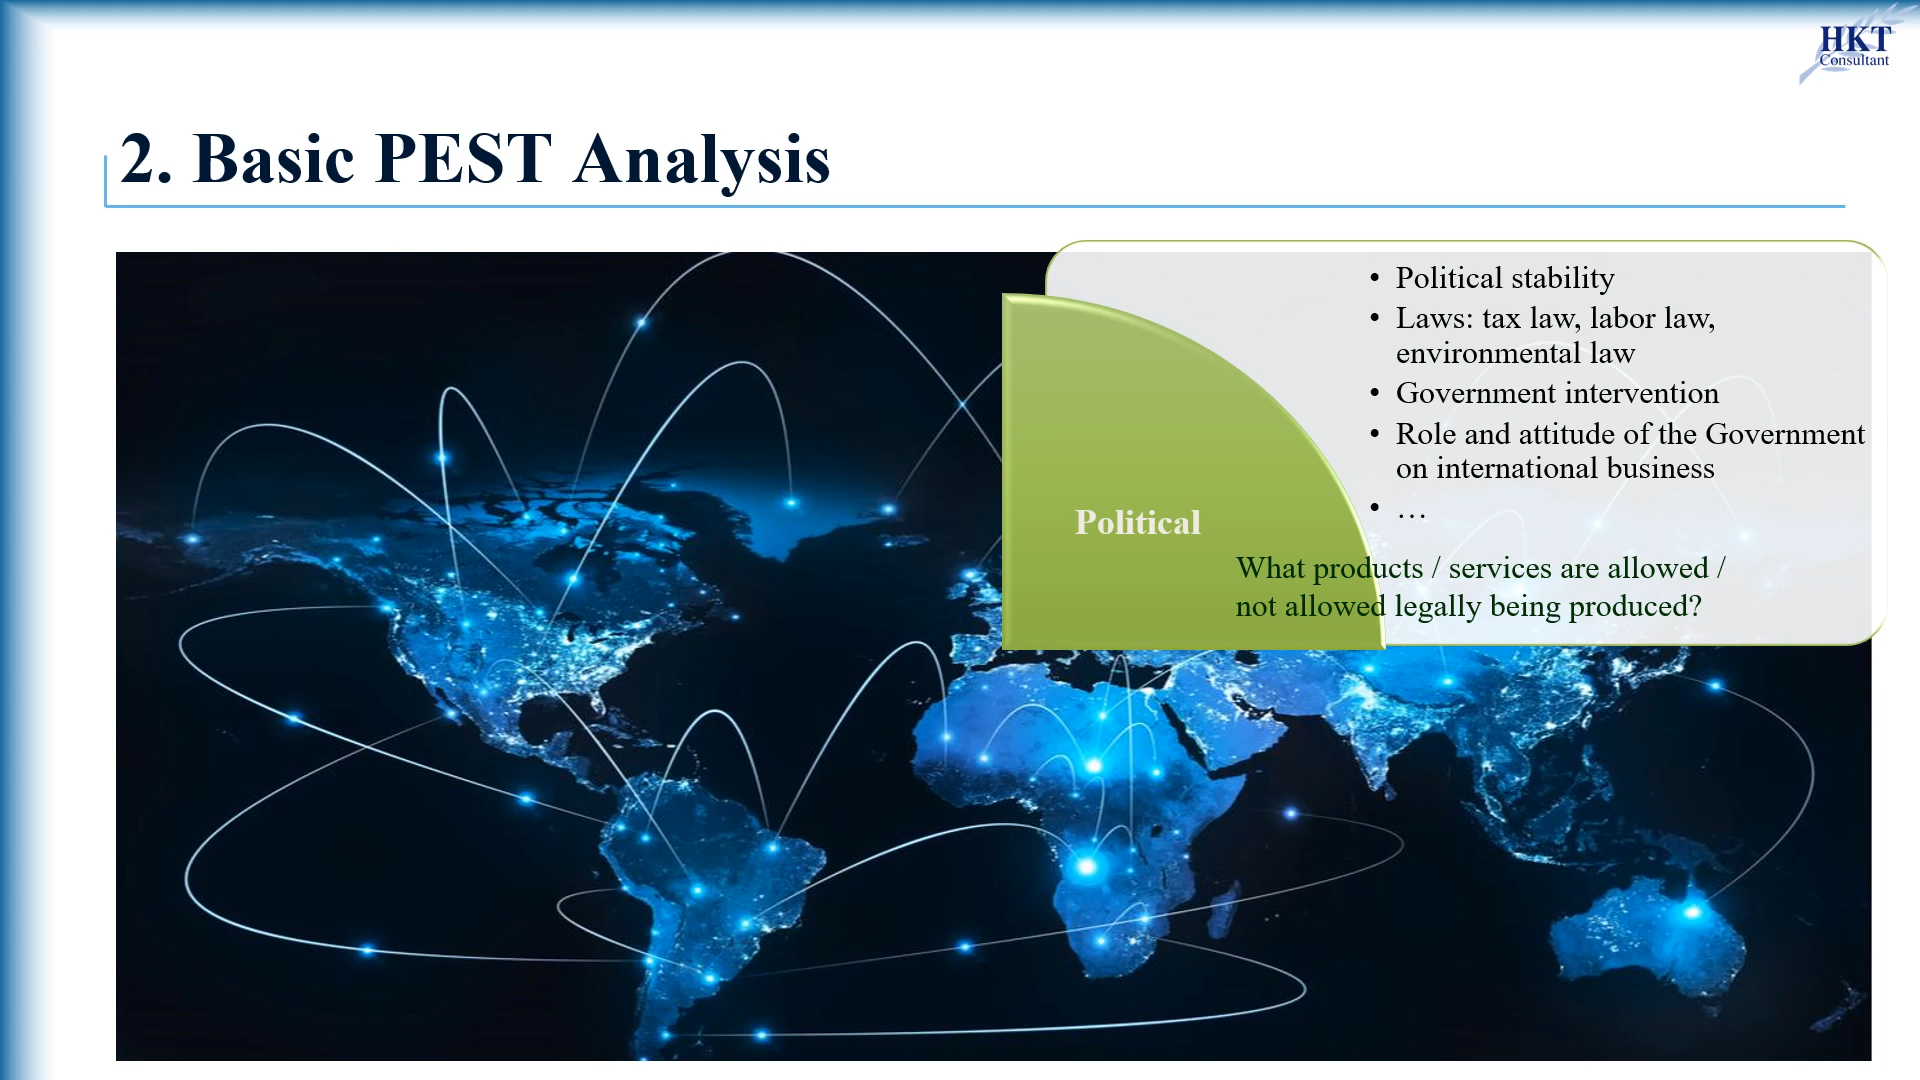 HKT
Consultant
2. Basic PEST Analysis
• Political stability
• Laws: tax law, labor law,
environmental law
• Government intervention
• Role and attitude of the Government
on international business
• …
Political
What products / services are allowed /
not allowed legally being produced?